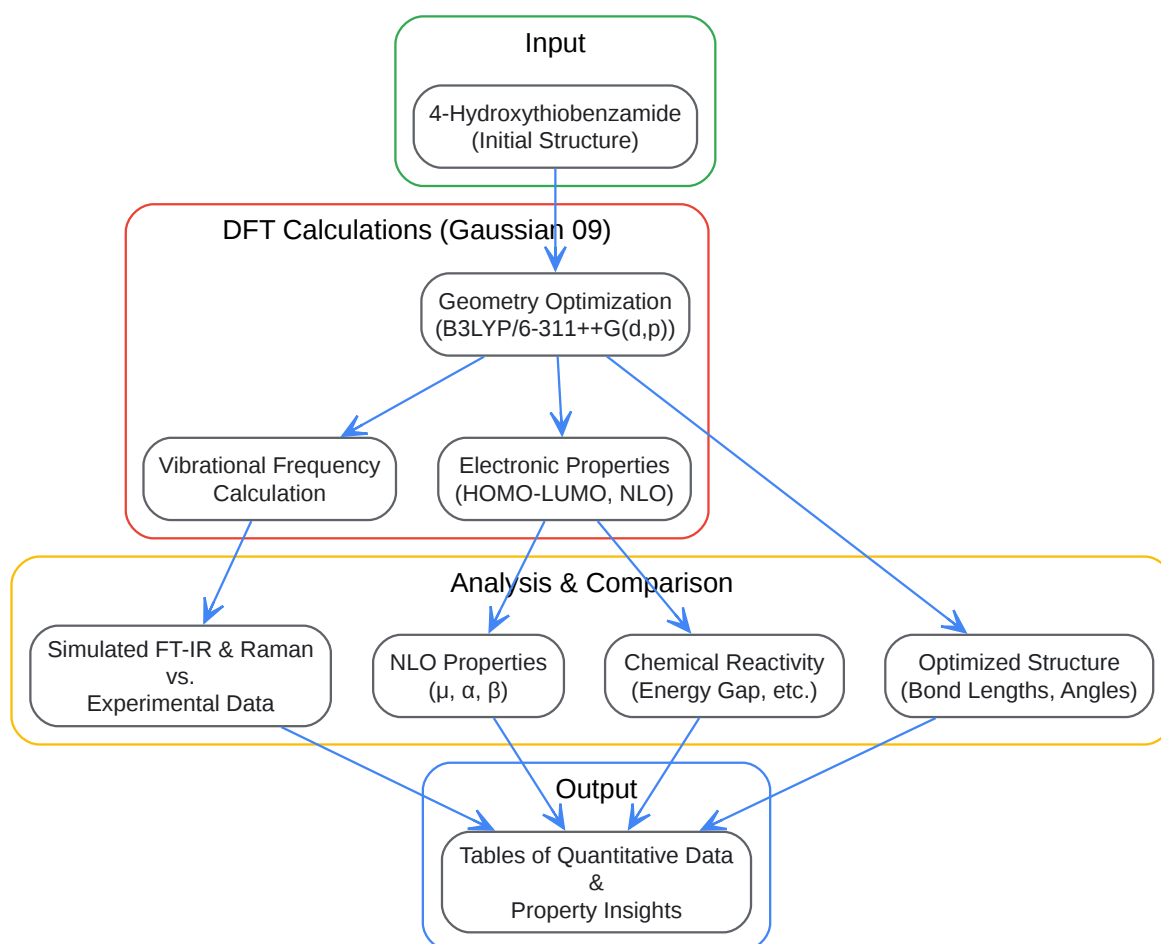 Input
4-Hydroxythiobenzamide
(Initial Structure)
DFT Calculations (Gaussian 09)
Geometry Optimization
(B3LYP/6-311++G(d,p))
Vibrational Frequency
Calculation
Electronic Properties
(HOMO-LUMO, NLO)
Analysis & Comparison
Simulated FT-IR & Raman
vs.
Experimental Data
NLO Properties
(μ, α, β)
Chemical Reactivity
(Energy Gap, etc.)
Optimized Structure
(Bond Lengths, Angles)
Output
Tables of Quantitative Data
&
Property Insights